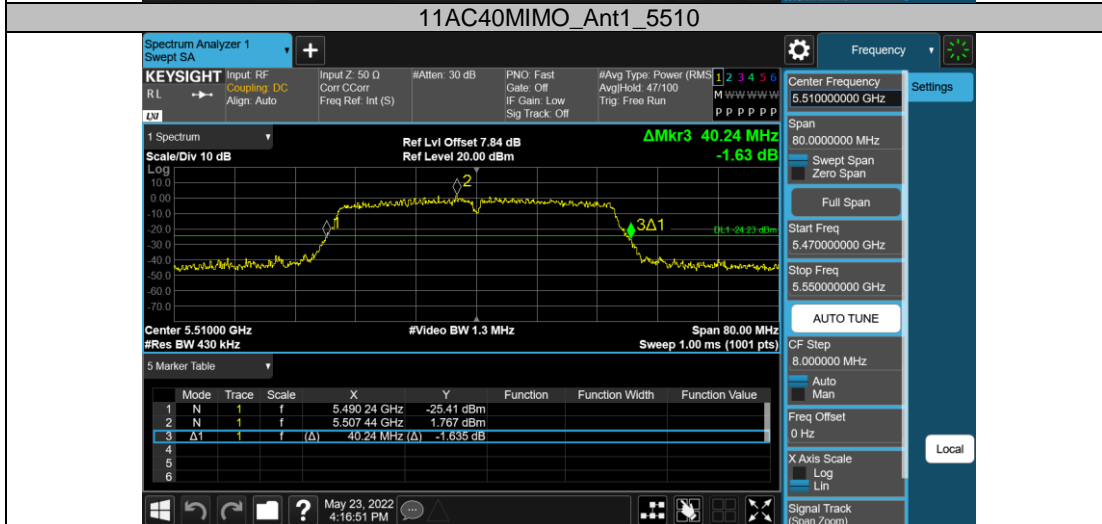 11AC40MIMO_Ant1_5510
Spectrum Analyzer 1
Swept SA
+
Frequency
KEYSIGHT
RL
LXI
Input: RF
Coupling: DC
Align: Auto
Input Z: 50 Ω
Corr CCorr
Freq Ref: Int (S)
#Atten: 30 dB
PNO: Fast
Gate: Off
IF Gain: Low
Sig Track: Off
#Avg Type: Power (RMS
Avg|Hold: 47/100
Trig: Free Run
1 2 3 4 5 6
M W W W W W
P P P P P P
Center Frequency
5.510000000 GHz
Settings
1 Spectrum
Scale/Div 10 dB
Ref Lvl Offset 7.84 dB
Ref Level 20.00 dBm
ΔMkr3 40.24 MHz
-1.63 dB
Span
80.0000000 MHz
Swept Span
Zero Span
Full Span
Log
10.0
0.00
-10.0
-20.0
-30.0
-40.0
-50.0
-60.0
-70.0
2
1
3Δ1
DL1 -24.23 dBm
Start Freq
5.470000000 GHz
Stop Freq
5.550000000 GHz
AUTO TUNE
Center 5.51000 GHz
#Res BW 430 kHz
#Video BW 1.3 MHz
Span 80.00 MHz
Sweep 1.00 ms (1001 pts)
CF Step
8.000000 MHz
Auto
Man
5 Marker Table
Mode Trace Scale X Y Function Function Width Function Value
1 N 1 f 5.490 24 GHz -25.41 dBm
2 N 1 f 5.507 44 GHz 1.767 dBm
3 Δ1 1 f (Δ) 40.24 MHz (Δ) -1.635 dB
4
5
6
Freq Offset
0 Hz
X Axis Scale
Log
Lin
Local
Signal Track
(Span Zoom)
?
May 23, 2022
4:16:51 PM